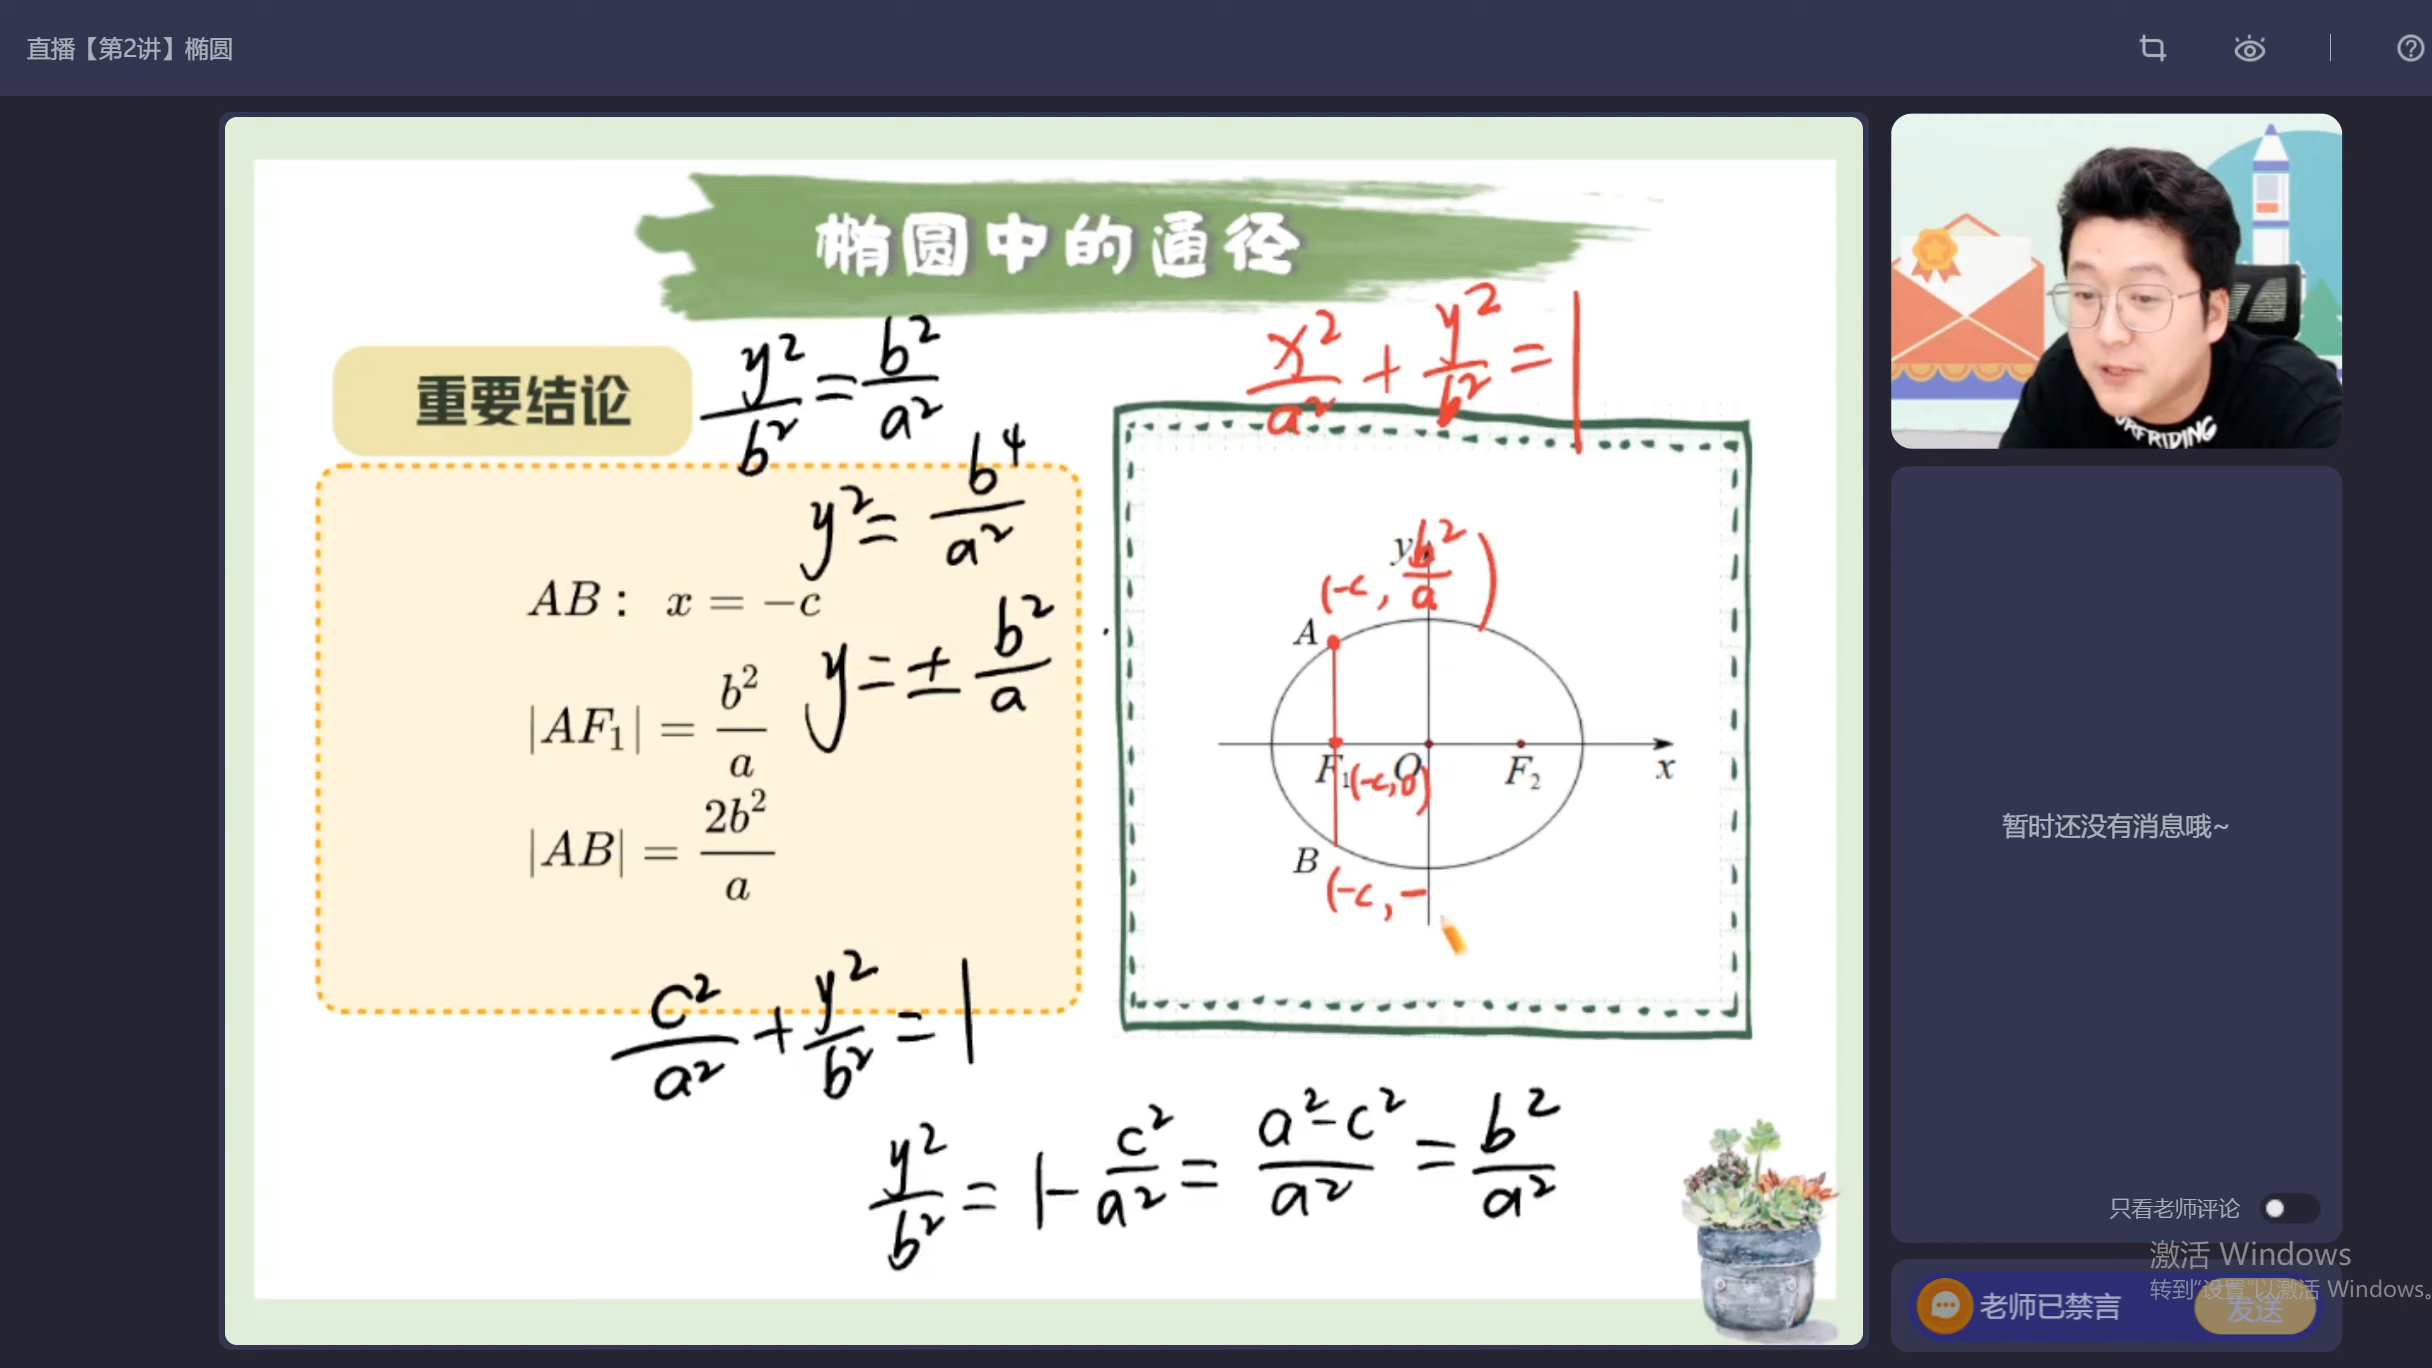 直播【第2讲】椭圆
椭圆中的通径
重要结论
y²/b² = b²/a²
y² = b⁴/a²
y = ± b²/a
AB： x = −c
|AF₁| = b²/a
|AB| = 2b²/a
c²/a² + y²/b² = 1
y²/b² = 1 − c²/a² = a²−c²/a² = b²/a²
x²/a² + y²/b² = 1
y
(-c, b²/a)
A
F₁ (-c,0) O F₂ x
B
(-c, −
SURFRIDING
暂时还没有消息哦~
只看老师评论
激活 Windows
转到"设置"以激活 Windows。
老师已禁言
发送